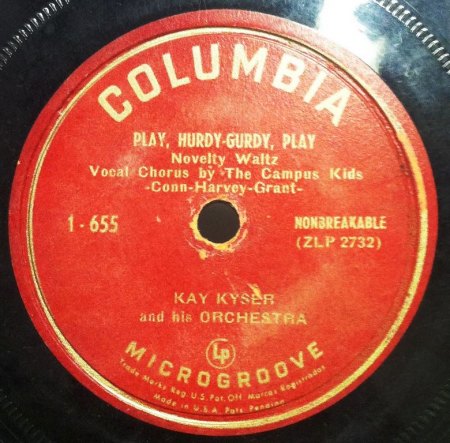 COLUMBIA
PLAY, HURDY-GURDY, PLAY
Novelty Waltz
Vocal Chorus by The Campus Kids
-Conn-Harvey-Grant-
1-655
NONBREAKABLE
(ZLP 2732)
KAY KYSER
and his ORCHESTRA
Lp
MICROGROOVE
Trade Marks Reg. U.S. Pat. Off. Marcas Registradas
Made in U.S.A. Pats. Pending